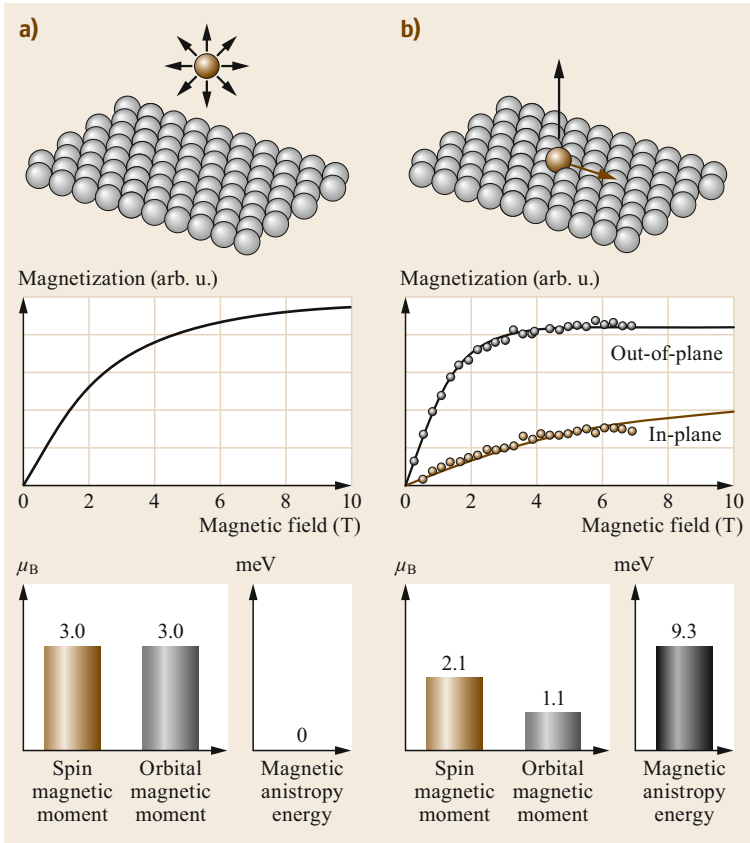 a)
b)
Magnetization (arb. u.)
0
2
4
6
8
10
Magnetic field (T)
Magnetization (arb. u.)
Out-of-plane
In-plane
0
2
4
6
8
10
Magnetic field (T)
μB
3.0
3.0
Spin
magnetic
moment
Orbital
magnetic
moment
meV
0
Magnetic
anistropy
energy
μB
2.1
1.1
Spin
magnetic
moment
Orbital
magnetic
moment
meV
9.3
Magnetic
anistropy
energy